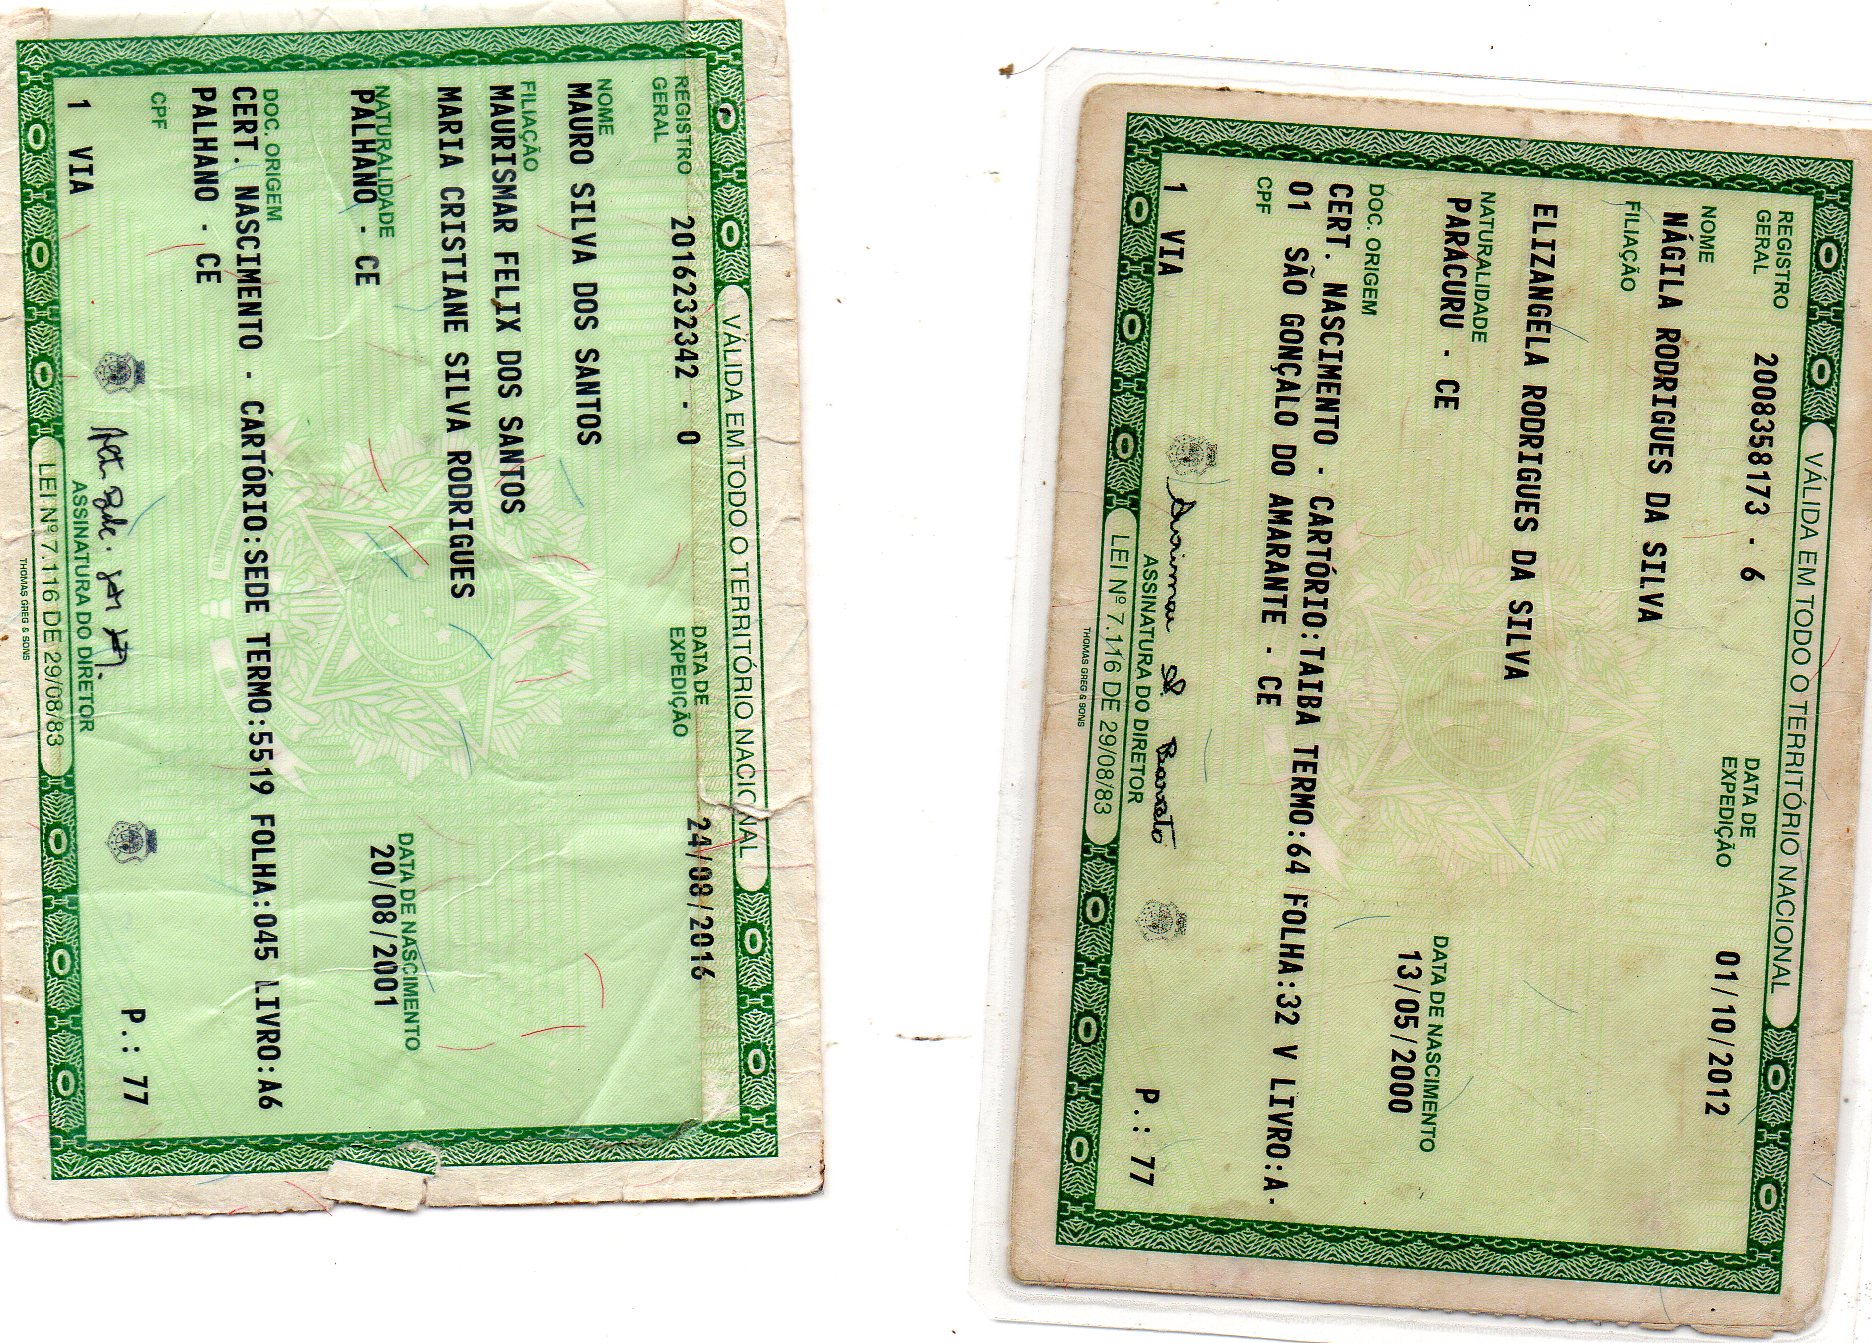 VÁLIDA EM TODO O TERRITÓRIO NACIONAL
REGISTRO GERAL 2016232342 - 0 DATA DE EXPEDIÇÃO 24/08/2016
NOME
MAURO SILVA DOS SANTOS
FILIAÇÃO
MAURISMAR FELIX DOS SANTOS
MARIA CRISTIANE SILVA RODRIGUES
NATURALIDADE DATA DE NASCIMENTO
PALHANO - CE 20/08/2001
DOC. ORIGEM
CERT. NASCIMENTO - CARTÓRIO:SEDE TERMO:5519 FOLHA:045 LIVRO:A6
PALHANO - CE
CPF
P.: 77
1 VIA
ASSINATURA DO DIRETOR
LEI Nº 7.116 DE 29/08/83
THOMAS GREG & SONS
VÁLIDA EM TODO O TERRITÓRIO NACIONAL
REGISTRO GERAL 2008358173 - 6 DATA DE EXPEDIÇÃO 01/10/2012
NOME
NÁGILA RODRIGUES DA SILVA
FILIAÇÃO
ELIZANGELA RODRIGUES DA SILVA
NATURALIDADE DATA DE NASCIMENTO
PARACURU - CE 13/05/2000
DOC. ORIGEM
CERT. NASCIMENTO - CARTÓRIO:TAIBA TERMO:64 FOLHA:32 V LIVRO:A-
01 SÃO GONÇALO DO AMARANTE - CE
CPF
P.: 77
1 VIA
ASSINATURA DO DIRETOR
LEI Nº 7.116 DE 29/08/83
THOMAS GREG & SONS